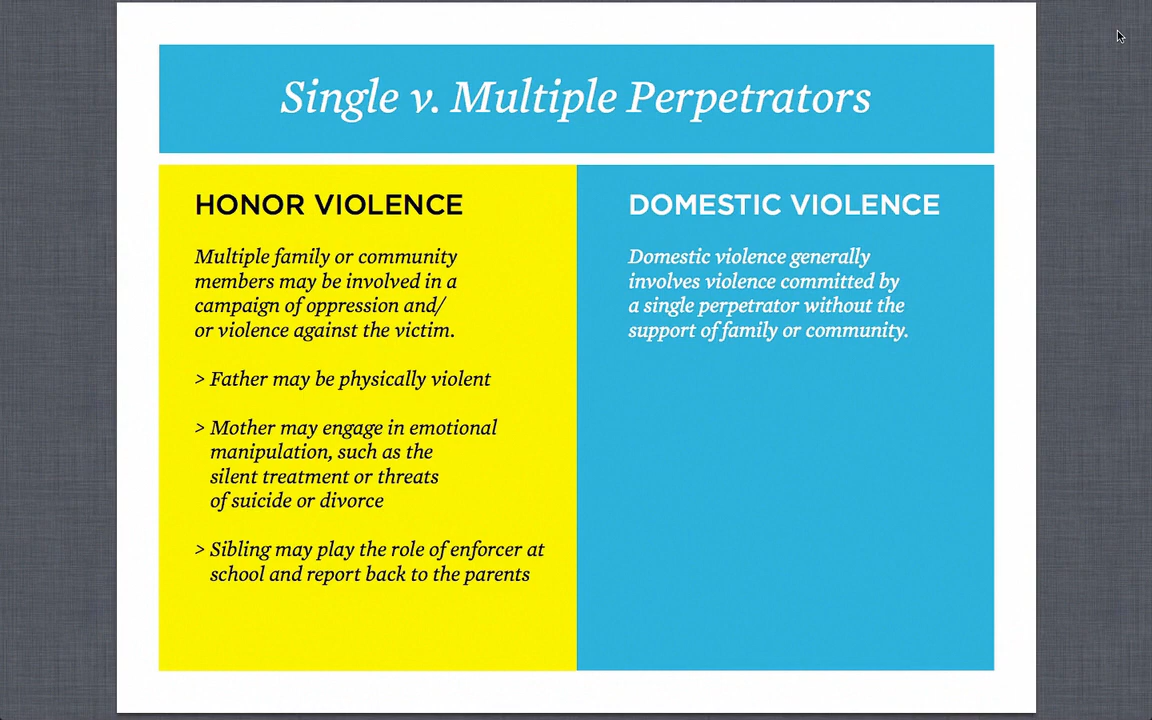 Single v. Multiple Perpetrators
HONOR VIOLENCE
Multiple family or community
members may be involved in a
campaign of oppression and/
or violence against the victim.
> Father may be physically violent
> Mother may engage in emotional
manipulation, such as the
silent treatment or threats
of suicide or divorce
> Sibling may play the role of enforcer at
school and report back to the parents
DOMESTIC VIOLENCE
Domestic violence generally
involves violence committed by
a single perpetrator without the
support of family or community.